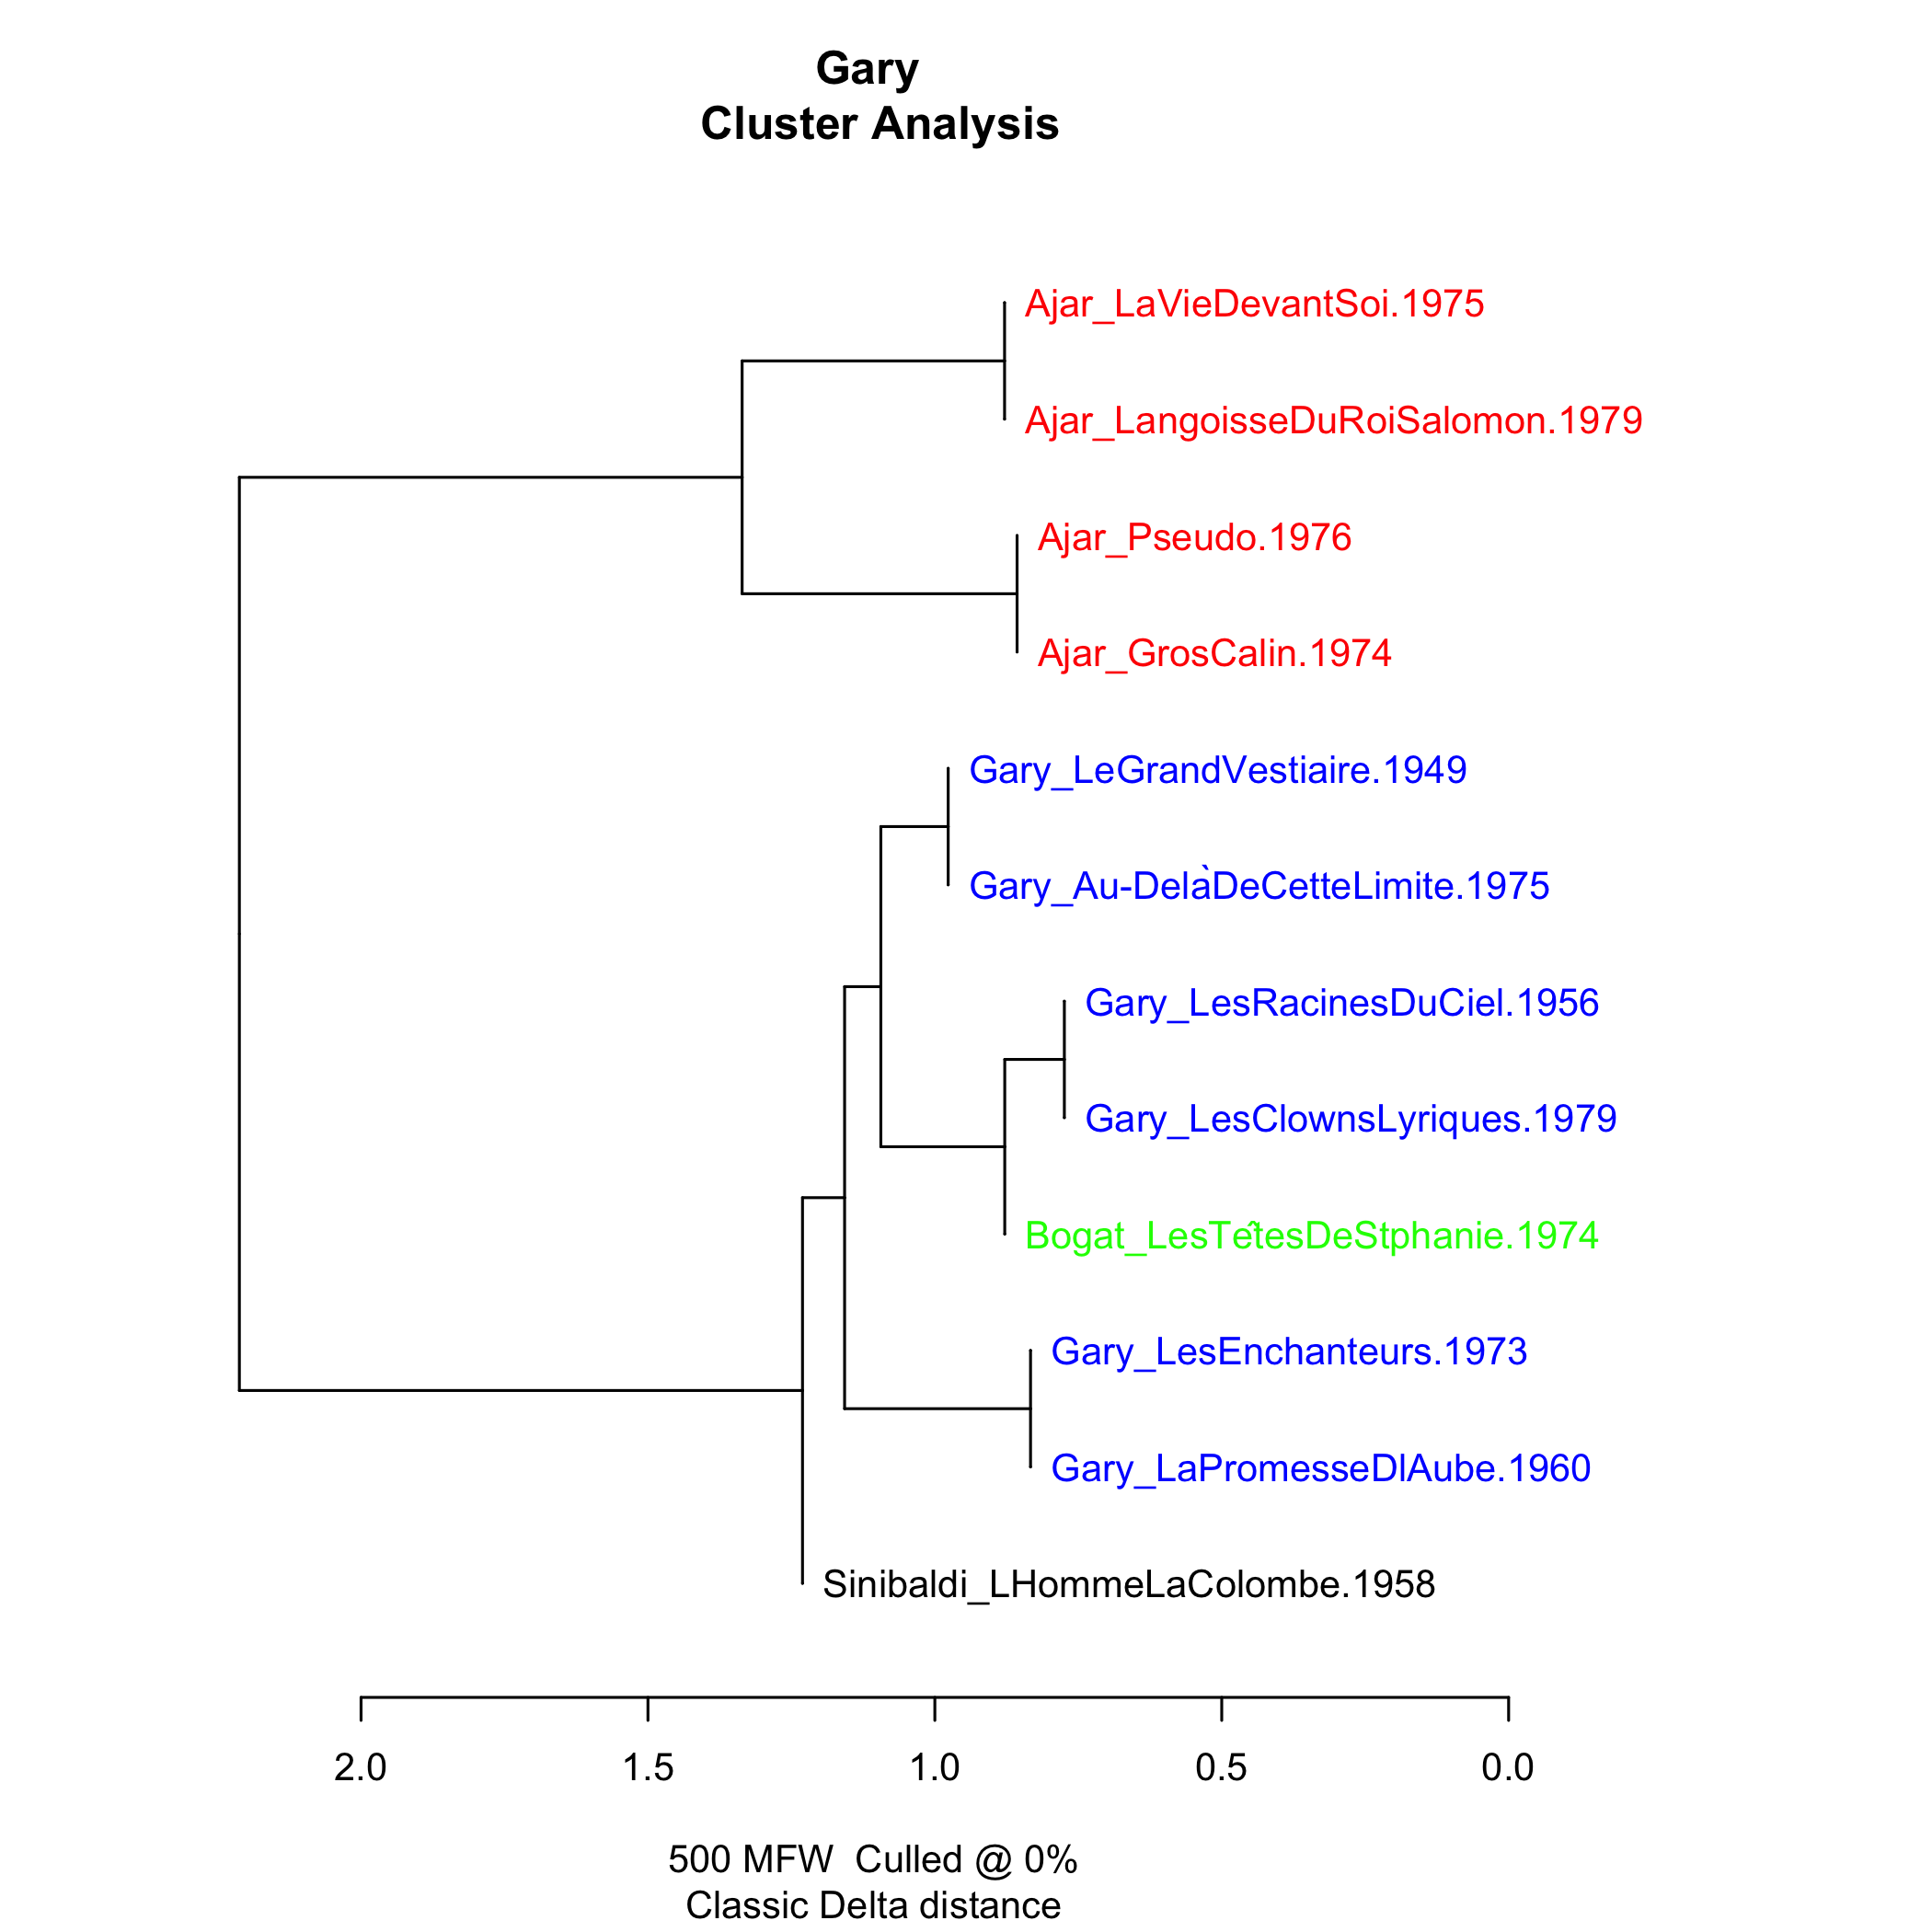 Gary
Cluster Analysis
Ajar_LaVieDevantSoi.1975
Ajar_LangoisseDuRoiSalomon.1979
Ajar_Pseudo.1976
Ajar_GrosCalin.1974
Gary_LeGrandVestiaire.1949
Gary_Au-DelàDeCetteLimite.1975
Gary_LesRacinesDuCiel.1956
Gary_LesClownsLyriques.1979
Bogat_LesTêtesDeStphanie.1974
Gary_LesEnchanteurs.1973
Gary_LaPromesseDlAube.1960
Sinibaldi_LHommeLaColombe.1958
2.0 1.5 1.0 0.5 0.0
500 MFW  Culled @ 0%
Classic Delta distance